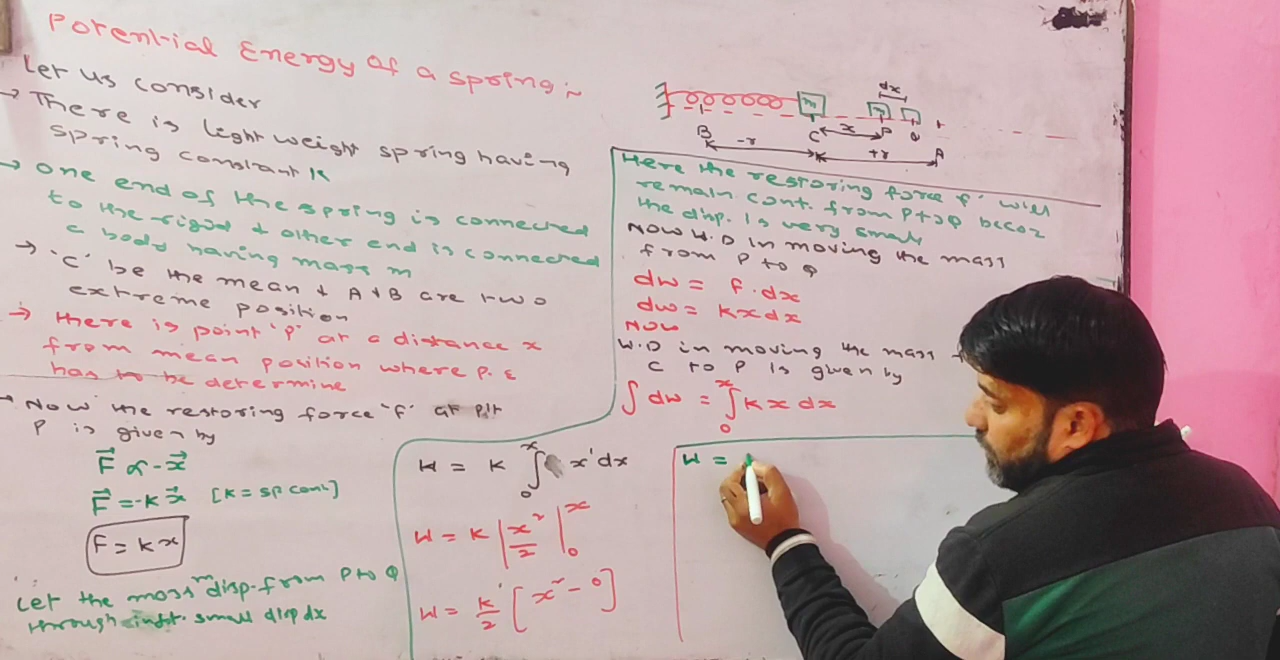 Potential Energy of a spring :~
Let us consider
→ There is light weight spring having
spring constant k
→ one end of the spring is connected
to the rigid & other end is connected
a body having mass m
→ 'C' be the mean & A & B are two
extreme position
→ there is point 'P' at a distance x
from mean position where P.E
has to be determine
→ Now the restoring force 'F' at pt
P is given by
F⃗ ∝ -x⃗
F⃗ = -k x⃗ [k = sp cont]
F = kx
Let the mass m disp. from P to Q
through infit. small disp dx
dx
m m
B C x P Q
-r +r A
Here the restoring force F' will
remain cont. from P to Q becoz
the disp. is very small
NOW W.D in moving the mass
from P to Q
dw = F.dx
dw = kxdx
NOW
W.D in moving the mass
C to P is given by
∫ dw = ∫₀ˣ kx dx
W = k ∫₀ˣ x¹dx
W = k |x²/2|₀ˣ
W = k/2 [x² - 0]
W =